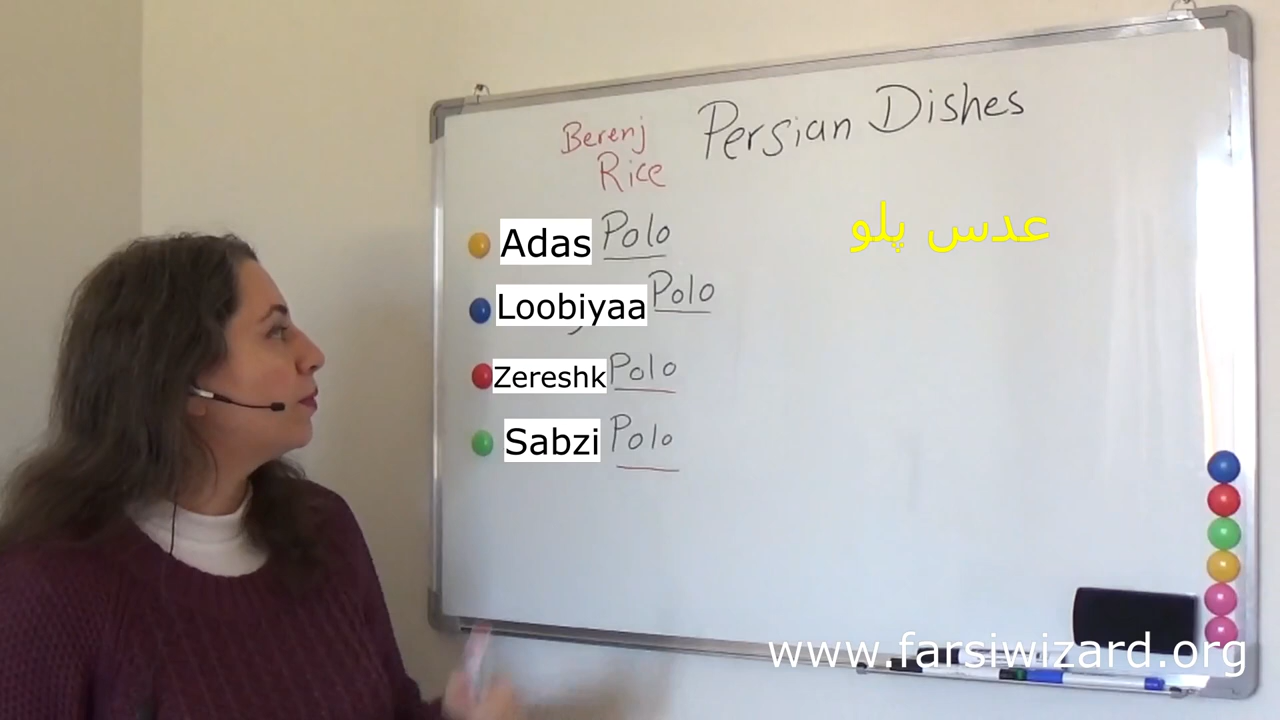 Persian Dishes
Berenj
Rice
Adas Polo
عدس پلو
Loobiyaa Polo
Zereshk Polo
Sabzi Polo
www.farsiwizard.org